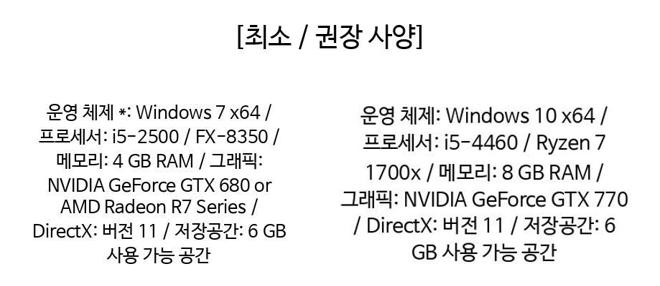 [최소 / 권장 사양]
운영 체제 *: Windows 7 x64 /
프로세서: i5-2500 / FX-8350 /
메모리: 4 GB RAM / 그래픽:
NVIDIA GeForce GTX 680 or
AMD Radeon R7 Series /
DirectX: 버전 11 / 저장공간: 6 GB
사용 가능 공간
운영 체제: Windows 10 x64 /
프로세서: i5-4460 / Ryzen 7
1700x / 메모리: 8 GB RAM /
그래픽: NVIDIA GeForce GTX 770
/ DirectX: 버전 11 / 저장공간: 6
GB 사용 가능 공간